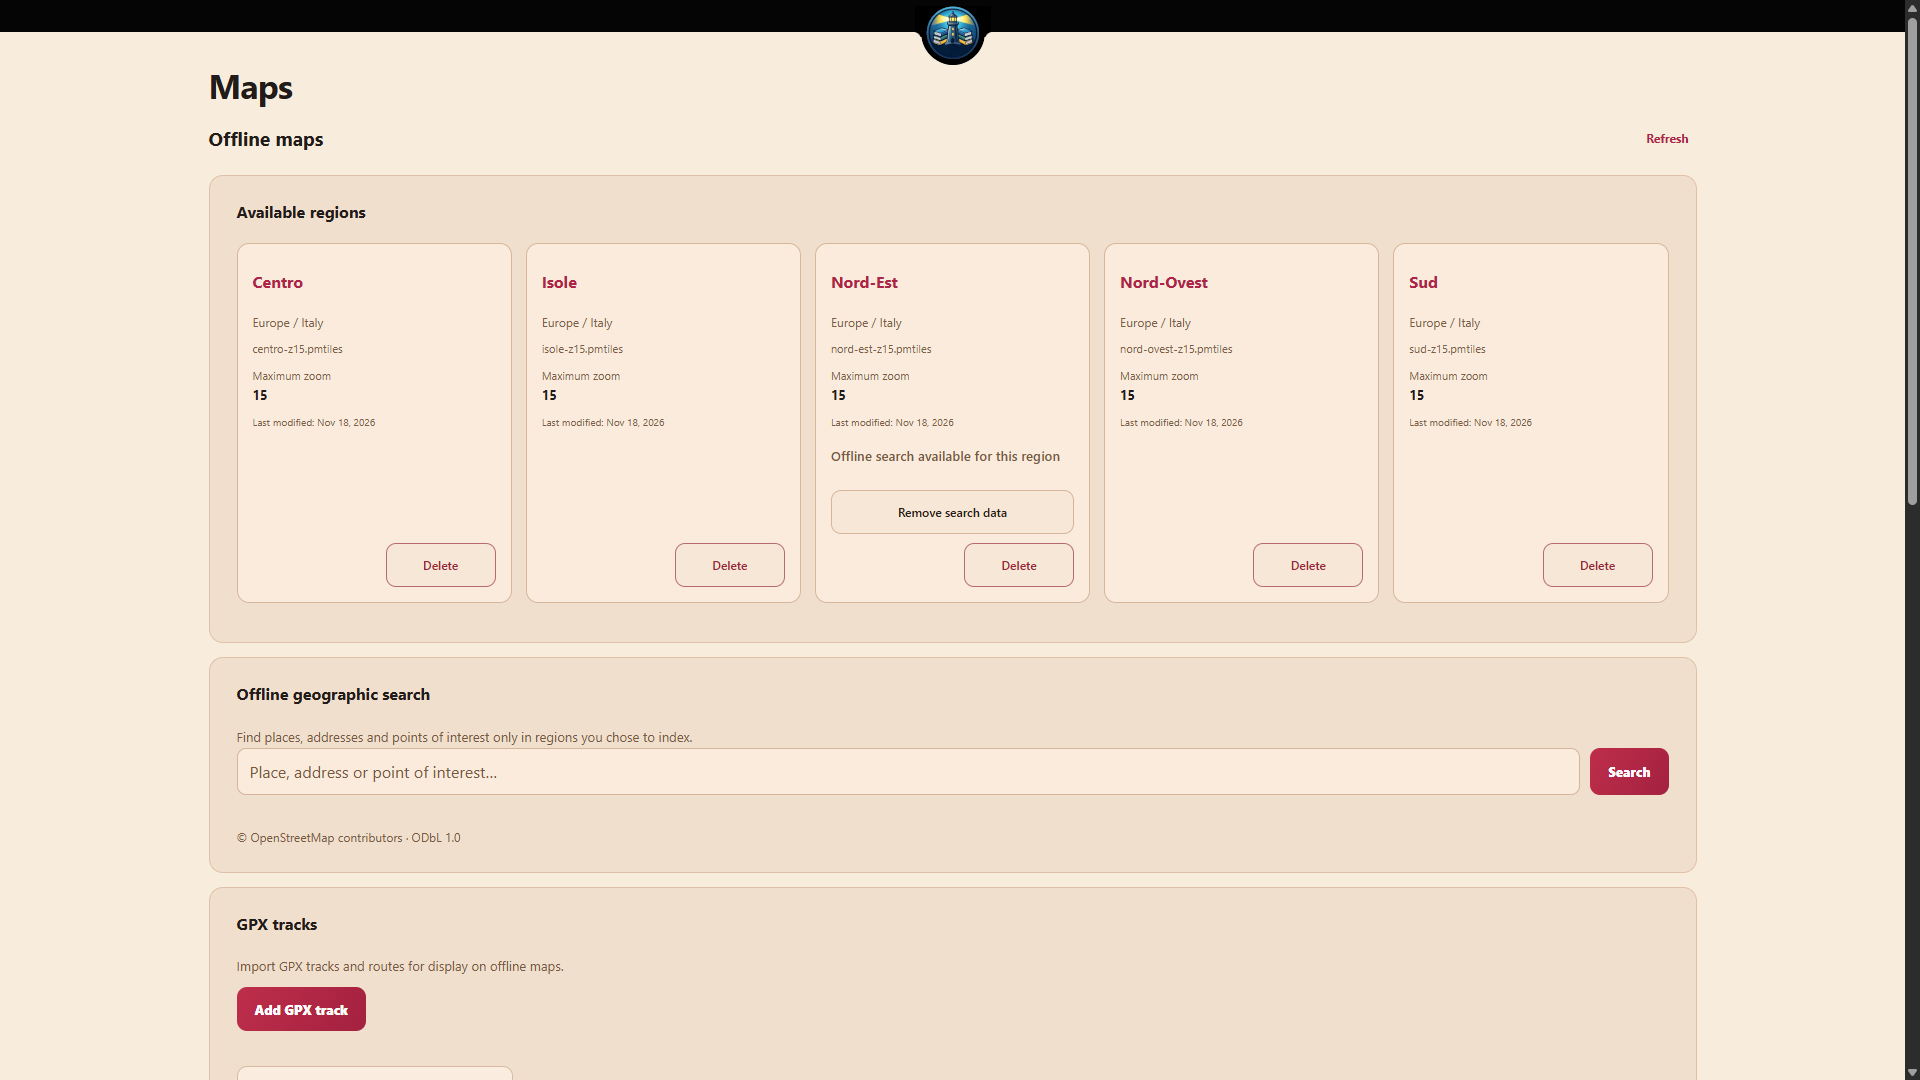 Maps
Offline maps
Refresh
Available regions
Centro
Europe / Italy
centro-z15.pmtiles
Maximum zoom
15
Last modified: Nov 18, 2026
Delete
Isole
Europe / Italy
isole-z15.pmtiles
Maximum zoom
15
Last modified: Nov 18, 2026
Delete
Nord-Est
Europe / Italy
nord-est-z15.pmtiles
Maximum zoom
15
Last modified: Nov 18, 2026
Offline search available for this region
Remove search data
Delete
Nord-Ovest
Europe / Italy
nord-ovest-z15.pmtiles
Maximum zoom
15
Last modified: Nov 18, 2026
Delete
Sud
Europe / Italy
sud-z15.pmtiles
Maximum zoom
15
Last modified: Nov 18, 2026
Delete
Offline geographic search
Find places, addresses and points of interest only in regions you chose to index.
Place, address or point of interest...
Search
© OpenStreetMap contributors · ODbL 1.0
GPX tracks
Import GPX tracks and routes for display on offline maps.
Add GPX track